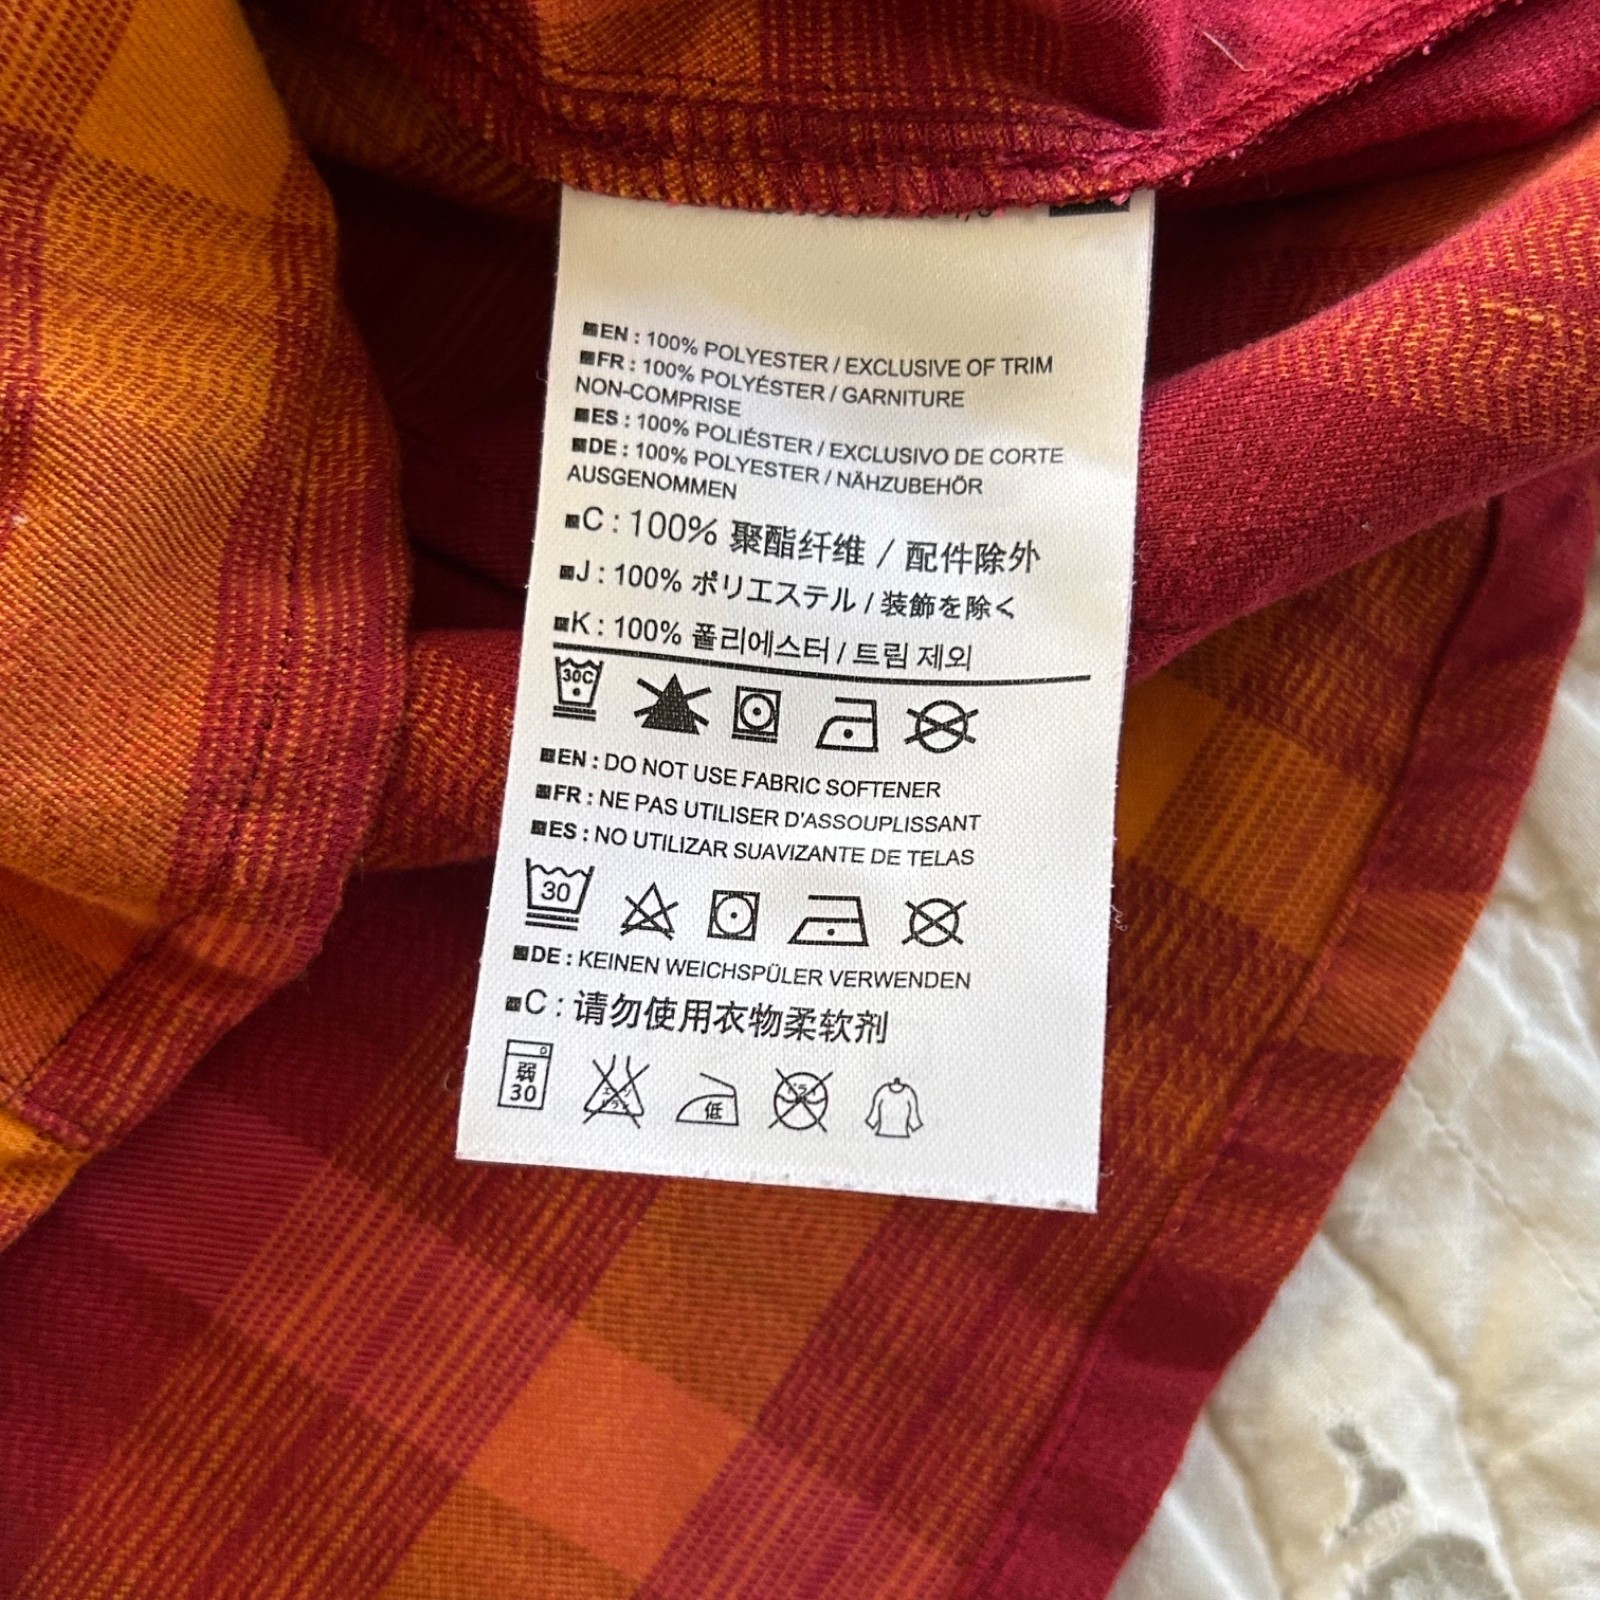 EN : 100% POLYESTER / EXCLUSIVE OF TRIM
FR : 100% POLYÉSTER / GARNITURE
NON-COMPRISE
ES : 100% POLIÉSTER / EXCLUSIVO DE CORTE
DE : 100% POLYESTER / NÄHZUBEHÖR
AUSGENOMMEN
C : 100% 聚酯纤维 / 配件除外
J : 100% ポリエステル / 装飾を除く
K : 100% 폴리에스터 / 트림 제외
30C
EN : DO NOT USE FABRIC SOFTENER
FR : NE PAS UTILISER D'ASSOUPLISSANT
ES : NO UTILIZAR SUAVIZANTE DE TELAS
30
DE : KEINEN WEICHSPÜLER VERWENDEN
C : 请勿使用衣物柔软剂
弱
30
低